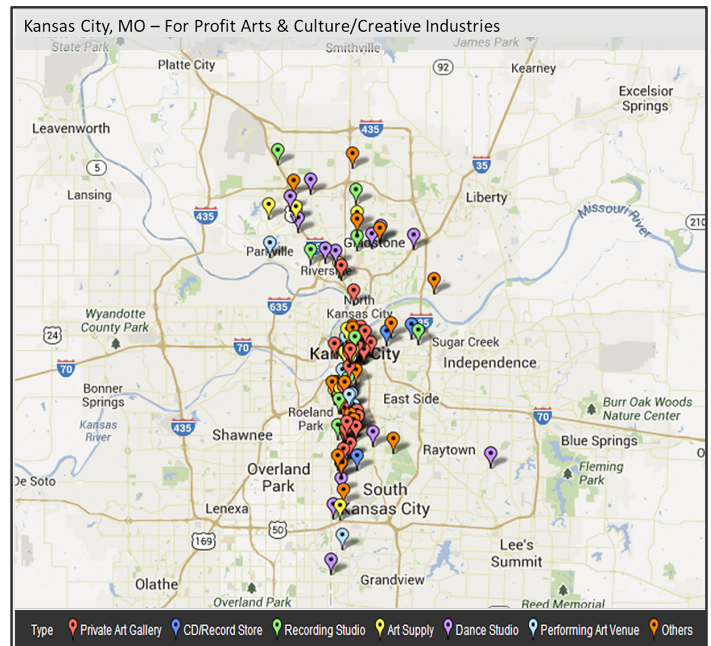 Kansas City, MO – For Profit Arts & Culture/Creative Industries
State Park
Smithville
James Park
Platte City
92
Kearney
Excelsior
Springs
Leavenworth
435
5
35
Lansing
Liberty
435
Missouri River
210
Parkville
Gladstone
Riverside
635
North
Kansas City
Wyandotte
County Park
24
35
Sugar Creek
70
Kansas City
Independence
70
Bonner
Springs
East Side
Burr Oak Woods
Nature Center
Roeland
Park
70
Kansas
River
435
Shawnee
Blue Springs
Raytown
Overland
Park
Fleming
Park
De Soto
South
Kansas City
Lenexa
50
169
Lee's
Summit
Olathe
Grandview
Overland Park
Reed Memorial
Type
Private Art Gallery
CD/Record Store
Recording Studio
Art Supply
Dance Studio
Performing Art Venue
Others